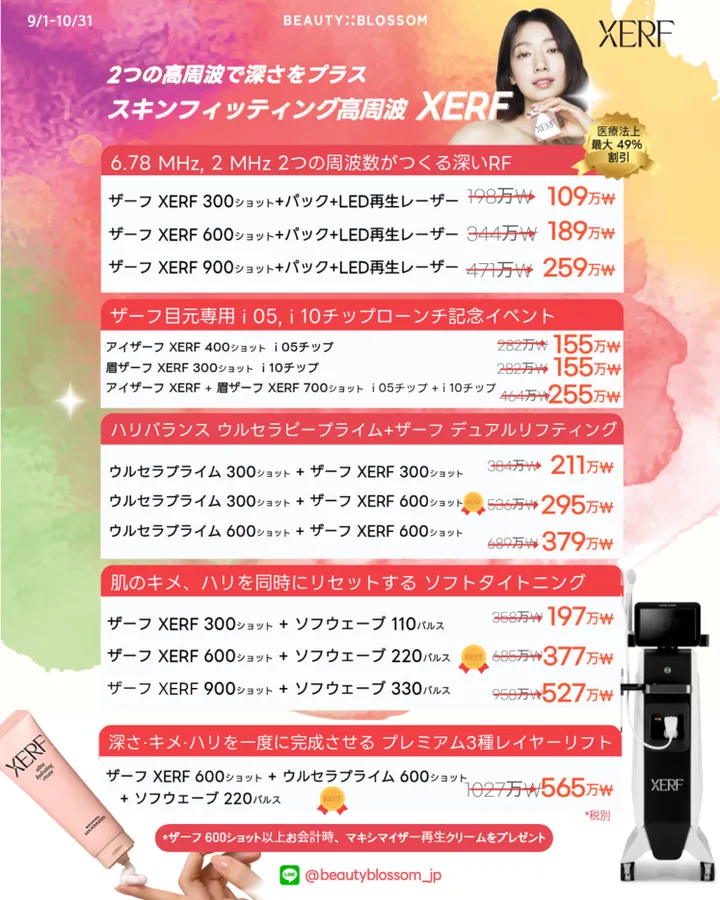 9/1-10/31
BEAUTY BLOSSOM
XERF
2つの高周波で深さをプラス
スキンフィッティング高周波 XERF
医療法上
最大 49%
割引
6.78 MHz, 2 MHz 2つの周波数がつくる深いRF
ザーフ XERF 300ショット+パック+LED再生レーザー 198万₩ 109万₩
ザーフ XERF 600ショット+パック+LED再生レーザー 344万₩ 189万₩
ザーフ XERF 900ショット+パック+LED再生レーザー 471万₩ 259万₩
ザーフ目元専用 i 05, i 10チップローンチ記念イベント
アイザーフ XERF 400ショット i 05チップ 282万₩ 155万₩
眉ザーフ XERF 300ショット i 10チップ 282万₩ 155万₩
アイザーフ XERF + 眉ザーフ XERF 700ショット i 05チップ + i 10チップ 464万₩ 255万₩
ハリバランス ウルセラピープライム+ザーフ デュアルリフティング
ウルセラプライム 300ショット + ザーフ XERF 300ショット 384万₩ 211万₩
ウルセラプライム 300ショット + ザーフ XERF 600ショット BEST 536万₩ 295万₩
ウルセラプライム 600ショット + ザーフ XERF 600ショット 689万₩ 379万₩
肌のキメ、ハリを同時にリセットする ソフトタイトニング
ザーフ XERF 300ショット + ソフウェーブ 110パルス 358万₩ 197万₩
ザーフ XERF 600ショット + ソフウェーブ 220パルス BEST 685万₩ 377万₩
ザーフ XERF 900ショット + ソフウェーブ 330パルス 958万₩ 527万₩
深さ·キメ·ハリを一度に完成させる プレミアム3種レイヤーリフト
ザーフ XERF 600ショット + ウルセラプライム 600ショット
+ ソフウェーブ 220パルス BEST 1027万₩ 565万₩
*税別
*ザーフ 600ショット以上お会計時、マキシマイザー再生クリームをプレゼント
@beautyblossom_jp
XERF
XERF